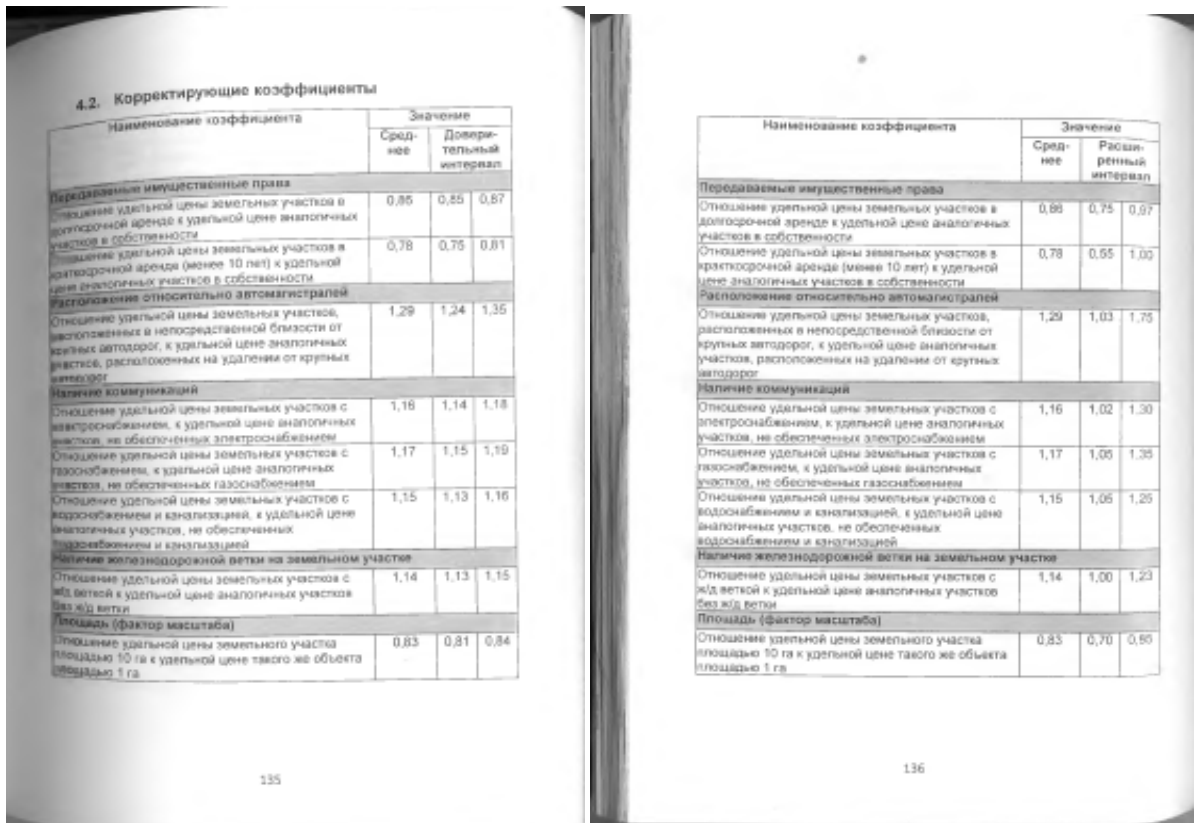 4.2. Корректирующие коэффициенты
Наименование коэффициента
Значение
Сред-
нее
Довери-
тельный
интервал
Передаваемые имущественные права
Отношение удельной цены земельных участков в
долгосрочной аренде к удельной цене аналогичных
участков в собственности
0,86 0,85 0,87
Отношение удельной цены земельных участков в
краткосрочной аренде (менее 10 лет) к удельной
цене аналогичных участков в собственности
0,78 0,75 0,81
Расположение относительно автомагистралей
Отношение удельной цены земельных участков,
расположенных в непосредственной близости от
крупных автодорог, к удельной цене аналогичных
участков, расположенных на удалении от крупных
автодорог
1,29 1,24 1,35
Наличие коммуникаций
Отношение удельной цены земельных участков с
электроснабжением, к удельной цене аналогичных
участков, не обеспеченных электроснабжением
1,16 1,14 1,18
Отношение удельной цены земельных участков с
газоснабжением, к удельной цене аналогичных
участков, не обеспеченных газоснабжением
1,17 1,15 1,19
Отношение удельной цены земельных участков с
водоснабжением и канализацией, к удельной цене
аналогичных участков, не обеспеченных
водоснабжением и канализацией
1,15 1,13 1,16
Наличие железнодорожной ветки на земельном участке
Отношение удельной цены земельных участков с
ж/д веткой к удельной цене аналогичных участков
без ж/д ветки
1,14 1,13 1,15
Площадь (фактор масштаба)
Отношение удельной цены земельного участка
площадью 10 га к удельной цене такого же объекта
площадью 1 га
0,83 0,81 0,84
135
Наименование коэффициента
Значение
Сред-
нее
Расши-
ренный
интервал
Передаваемые имущественные права
Отношение удельной цены земельных участков в
долгосрочной аренде к удельной цене аналогичных
участков в собственности
0,86 0,75 0,97
Отношение удельной цены земельных участков в
краткосрочной аренде (менее 10 лет) к удельной
цене аналогичных участков в собственности
0,78 0,55 1,00
Расположение относительно автомагистралей
Отношение удельной цены земельных участков,
расположенных в непосредственной близости от
крупных автодорог, к удельной цене аналогичных
участков, расположенных на удалении от крупных
автодорог
1,29 1,03 1,75
Наличие коммуникаций
Отношение удельной цены земельных участков с
электроснабжением, к удельной цене аналогичных
участков, не обеспеченных электроснабжением
1,16 1,02 1,30
Отношение удельной цены земельных участков с
газоснабжением, к удельной цене аналогичных
участков, не обеспеченных газоснабжением
1,17 1,05 1,35
Отношение удельной цены земельных участков с
водоснабжением и канализацией, к удельной цене
аналогичных участков, не обеспеченных
водоснабжением и канализацией
1,15 1,05 1,25
Наличие железнодорожной ветки на земельном участке
Отношение удельной цены земельных участков с
ж/д веткой к удельной цене аналогичных участков
без ж/д ветки
1,14 1,00 1,23
Площадь (фактор масштаба)
Отношение удельной цены земельного участка
площадью 10 га к удельной цене такого же объекта
площадью 1 га
0,83 0,70
136